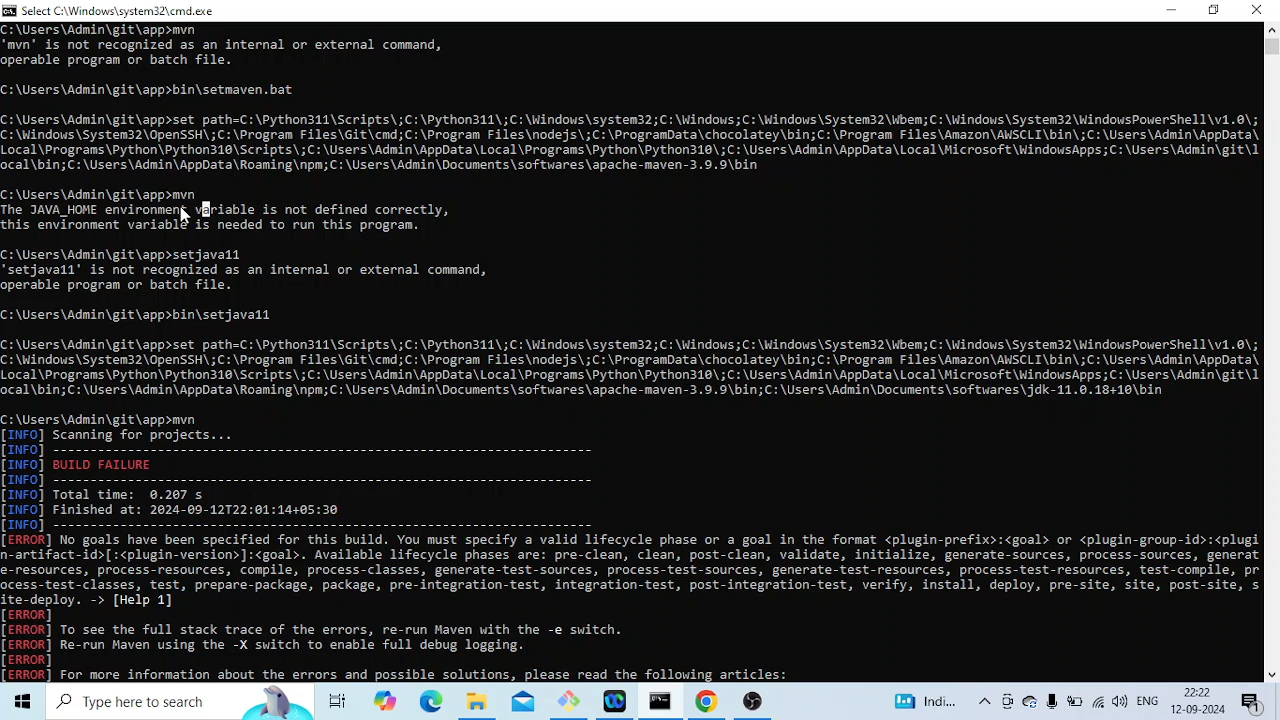 Select C:\Windows\system32\cmd.exe
C:\Users\Admin\git\app>mvn
'mvn' is not recognized as an internal or external command,
operable program or batch file.
C:\Users\Admin\git\app>bin\setmaven.bat
C:\Users\Admin\git\app>set path=C:\Python311\Scripts\;C:\Python311\;C:\Windows\system32;C:\Windows;C:\Windows\System32\Wbem;C:\Windows\System32\WindowsPowerShell\v1.0\;
C:\Windows\System32\OpenSSH\;C:\Program Files\Git\cmd;C:\Program Files\nodejs\;C:\ProgramData\chocolatey\bin;C:\Program Files\Amazon\AWSCLI\bin\;C:\Users\Admin\AppData\
Local\Programs\Python\Python310\Scripts\;C:\Users\Admin\AppData\Local\Programs\Python\Python310\;C:\Users\Admin\AppData\Local\Microsoft\WindowsApps;C:\Users\Admin\git\l
ocal\bin;C:\Users\Admin\AppData\Roaming\npm;C:\Users\Admin\Documents\softwares\apache-maven-3.9.9\bin
C:\Users\Admin\git\app>mvn
The JAVA_HOME environment variable is not defined correctly,
this environment variable is needed to run this program.
C:\Users\Admin\git\app>setjava11
'setjava11' is not recognized as an internal or external command,
operable program or batch file.
C:\Users\Admin\git\app>bin\setjava11
C:\Users\Admin\git\app>set path=C:\Python311\Scripts\;C:\Python311\;C:\Windows\system32;C:\Windows;C:\Windows\System32\Wbem;C:\Windows\System32\WindowsPowerShell\v1.0\;
C:\Windows\System32\OpenSSH\;C:\Program Files\Git\cmd;C:\Program Files\nodejs\;C:\ProgramData\chocolatey\bin;C:\Program Files\Amazon\AWSCLI\bin\;C:\Users\Admin\AppData\
Local\Programs\Python\Python310\Scripts\;C:\Users\Admin\AppData\Local\Programs\Python\Python310\;C:\Users\Admin\AppData\Local\Microsoft\WindowsApps;C:\Users\Admin\git\l
ocal\bin;C:\Users\Admin\AppData\Roaming\npm;C:\Users\Admin\Documents\softwares\apache-maven-3.9.9\bin;C:\Users\Admin\Documents\softwares\jdk-11.0.18+10\bin
C:\Users\Admin\git\app>mvn
[INFO] Scanning for projects...
[INFO] ------------------------------------------------------------------------
[INFO] BUILD FAILURE
[INFO] ------------------------------------------------------------------------
[INFO] Total time:  0.207 s
[INFO] Finished at: 2024-09-12T22:01:14+05:30
[INFO] ------------------------------------------------------------------------
[ERROR] No goals have been specified for this build. You must specify a valid lifecycle phase or a goal in the format <plugin-prefix>:<goal> or <plugin-group-id>:<plugi
n-artifact-id>[:<plugin-version>]:<goal>. Available lifecycle phases are: pre-clean, clean, post-clean, validate, initialize, generate-sources, process-sources, generat
e-resources, process-resources, compile, process-classes, generate-test-sources, process-test-sources, generate-test-resources, process-test-resources, test-compile, pr
ocess-test-classes, test, prepare-package, package, pre-integration-test, integration-test, post-integration-test, verify, install, deploy, pre-site, site, post-site, s
ite-deploy. -> [Help 1]
[ERROR]
[ERROR] To see the full stack trace of the errors, re-run Maven with the -e switch.
[ERROR] Re-run Maven using the -X switch to enable full debug logging.
[ERROR]
[ERROR] For more information about the errors and possible solutions, please read the following articles:
Type here to search
Indi...
22:22
12-09-2024
1